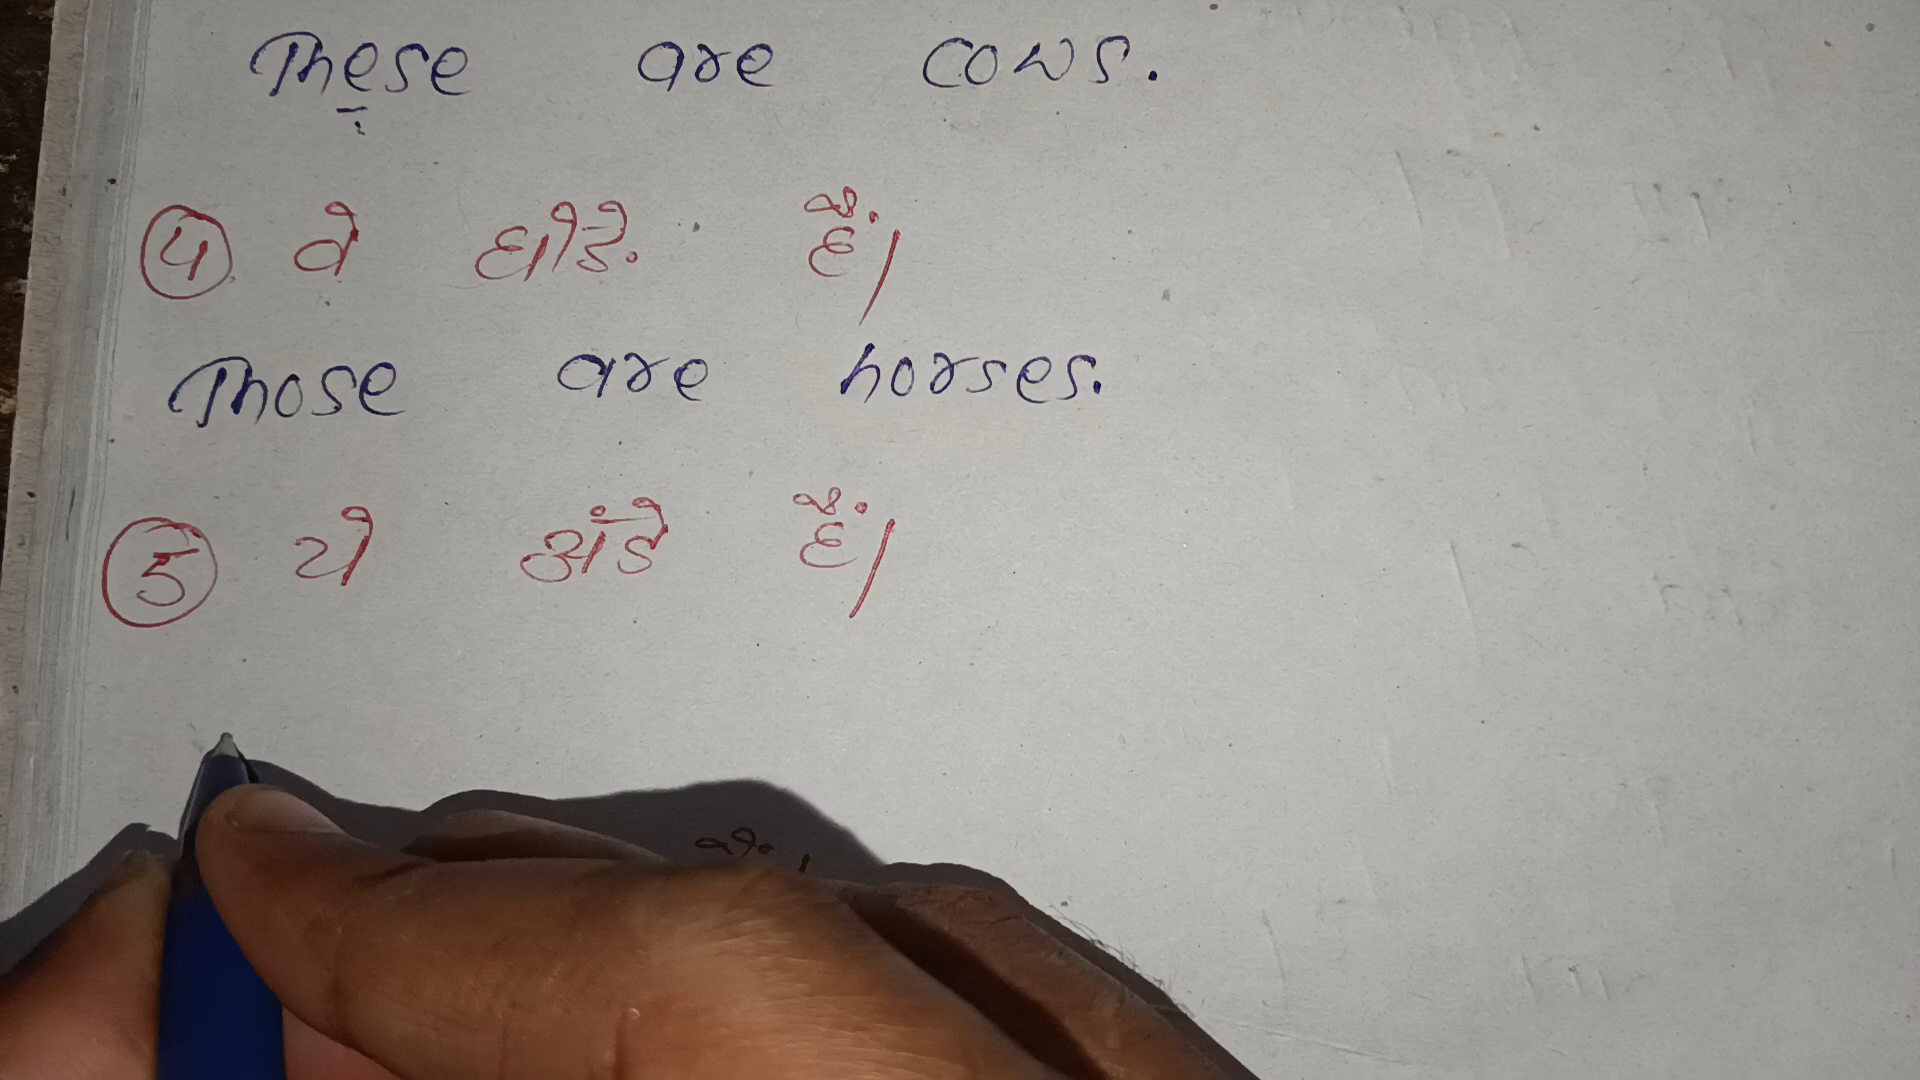 These are cows.
4 वे घोड़े हैं।
Those are horses.
5 ये अंडे हैं।